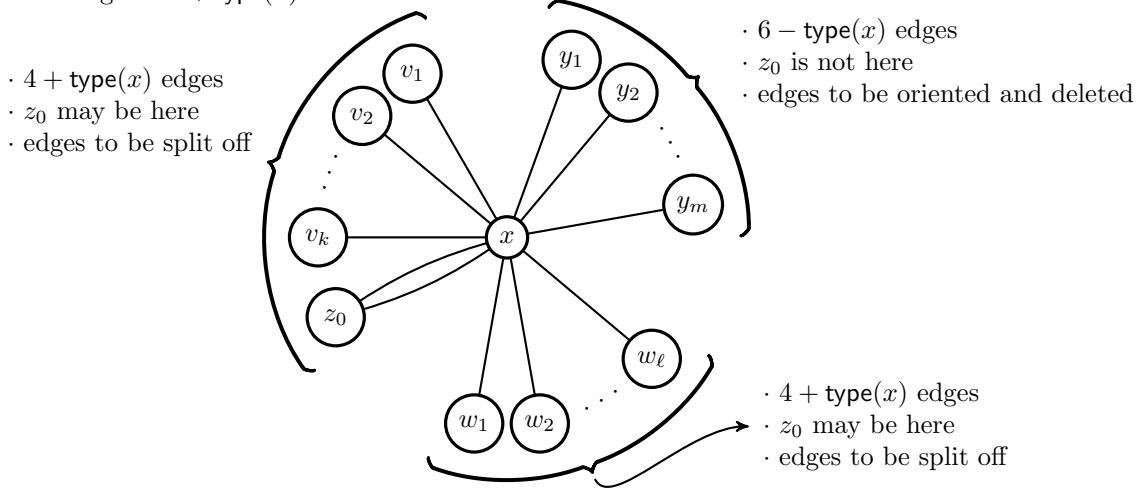 · 4 + type(x) edges
· z₀ may be here
· edges to be split off
v₁
v₂
v_k
z₀
x
y₁
y₂
y_m
· 6 − type(x) edges
· z₀ is not here
· edges to be oriented and deleted
w₁
w₂
w_ℓ
· 4 + type(x) edges
· z₀ may be here
· edges to be split off